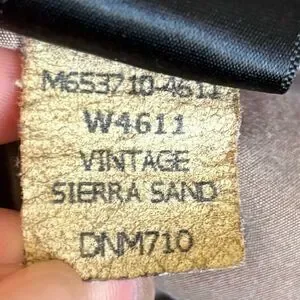 M653710-4611
W4611
VINTAGE
SIERRA SAND
DNM710